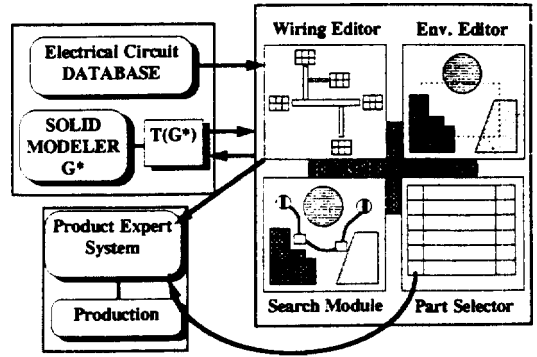 Electrical Circuit
DATABASE
SOLID
MODELER
G*
T(G*)
Product Expert
System
Production
Wiring Editor
Env. Editor
Search Module
Part Selector